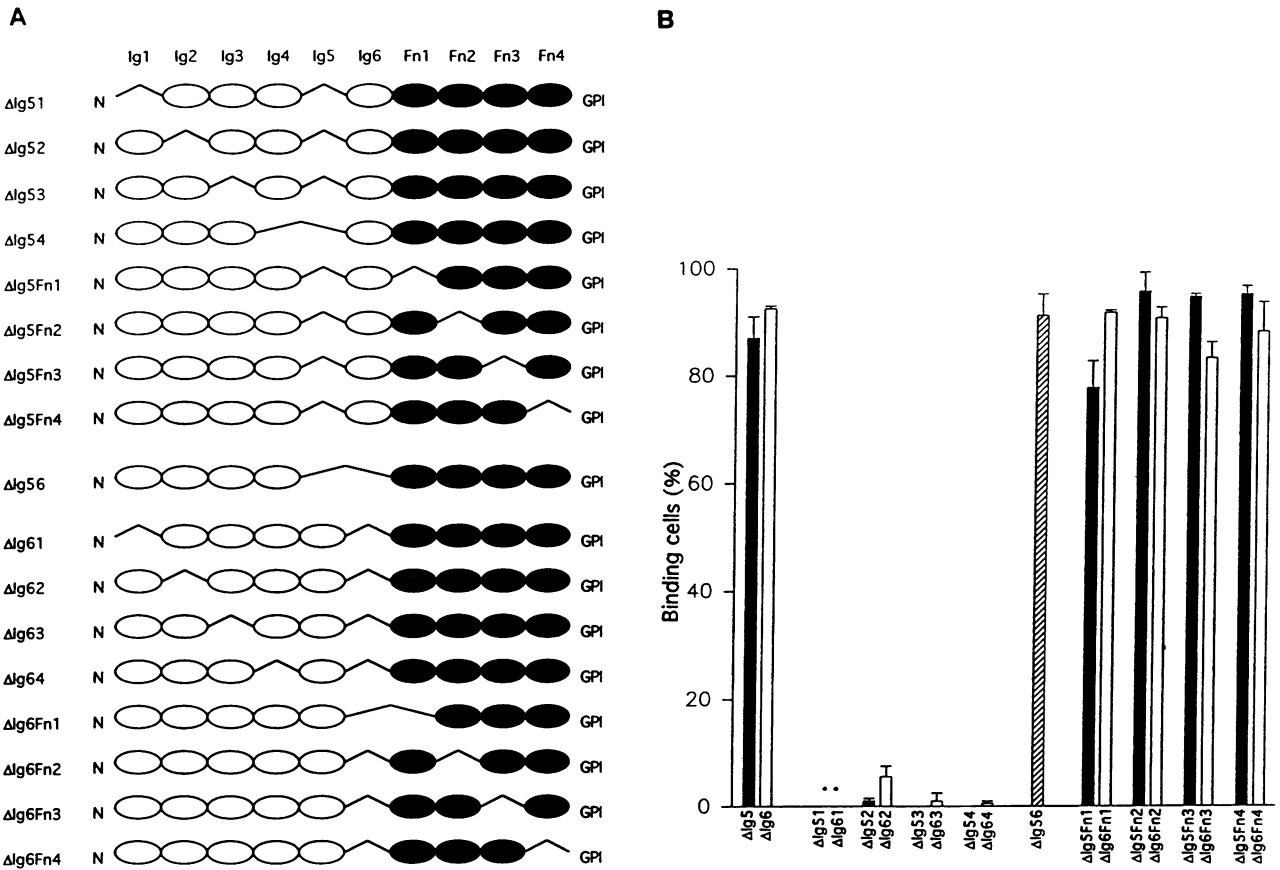 A
Ig1 Ig2 Ig3 Ig4 Ig5 Ig6 Fn1 Fn2 Fn3 Fn4
ΔIg51 N GPI
ΔIg52 N GPI
ΔIg53 N GPI
ΔIg54 N GPI
ΔIg5Fn1 N GPI
ΔIg5Fn2 N GPI
ΔIg5Fn3 N GPI
ΔIg5Fn4 N GPI
ΔIg56 N GPI
ΔIg61 N GPI
ΔIg62 N GPI
ΔIg63 N GPI
ΔIg64 N GPI
ΔIg6Fn1 N GPI
ΔIg6Fn2 N GPI
ΔIg6Fn3 N GPI
ΔIg6Fn4 N GPI
B
Binding cells (%)
100
80
60
40
20
0
ΔIg5
ΔIg6
ΔIg51
ΔIg61
ΔIg52
ΔIg62
ΔIg53
ΔIg63
ΔIg54
ΔIg64
ΔIg56
ΔIg5Fn1
ΔIg6Fn1
ΔIg5Fn2
ΔIg6Fn2
ΔIg5Fn3
ΔIg6Fn3
ΔIg5Fn4
ΔIg6Fn4